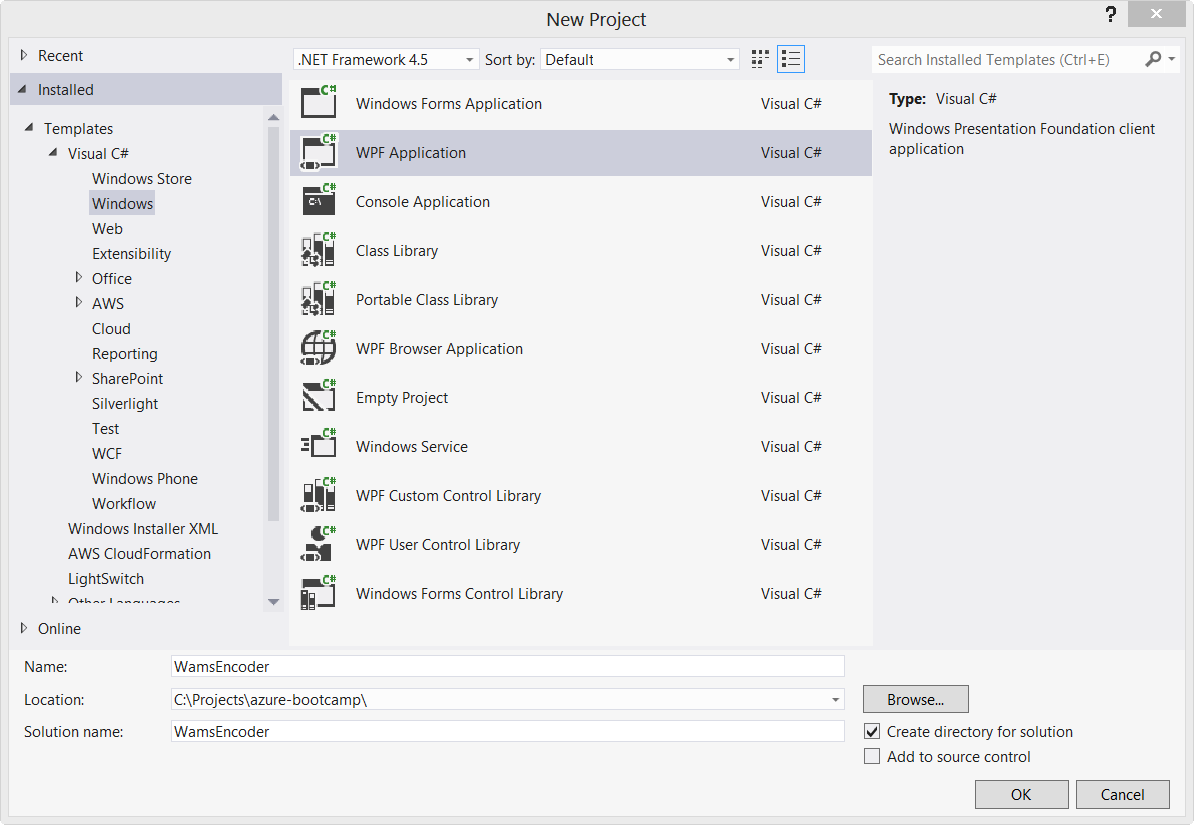 New Project
?
Recent
Installed
Templates
Visual C#
Windows Store
Windows
Web
Extensibility
Office
AWS
Cloud
Reporting
SharePoint
Silverlight
Test
WCF
Windows Phone
Workflow
Windows Installer XML
AWS CloudFormation
LightSwitch
Other Languages
Online
.NET Framework 4.5 Sort by: Default
Windows Forms Application Visual C#
WPF Application Visual C#
Console Application Visual C#
Class Library Visual C#
Portable Class Library Visual C#
WPF Browser Application Visual C#
Empty Project Visual C#
Windows Service Visual C#
WPF Custom Control Library Visual C#
WPF User Control Library Visual C#
Windows Forms Control Library Visual C#
Search Installed Templates (Ctrl+E)
Type: Visual C#
Windows Presentation Foundation client
application
Name: WamsEncoder
Location: C:\Projects\azure-bootcamp\ Browse...
Solution name: WamsEncoder
Create directory for solution
Add to source control
OK Cancel